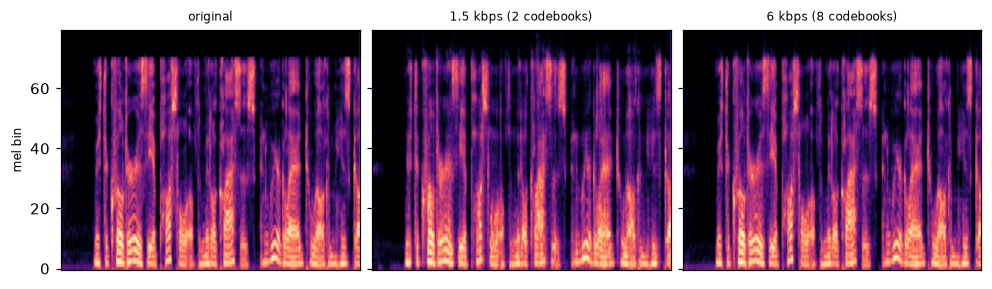 original
1.5 kbps (2 codebooks)
6 kbps (8 codebooks)
mel bin
60
40
20
0